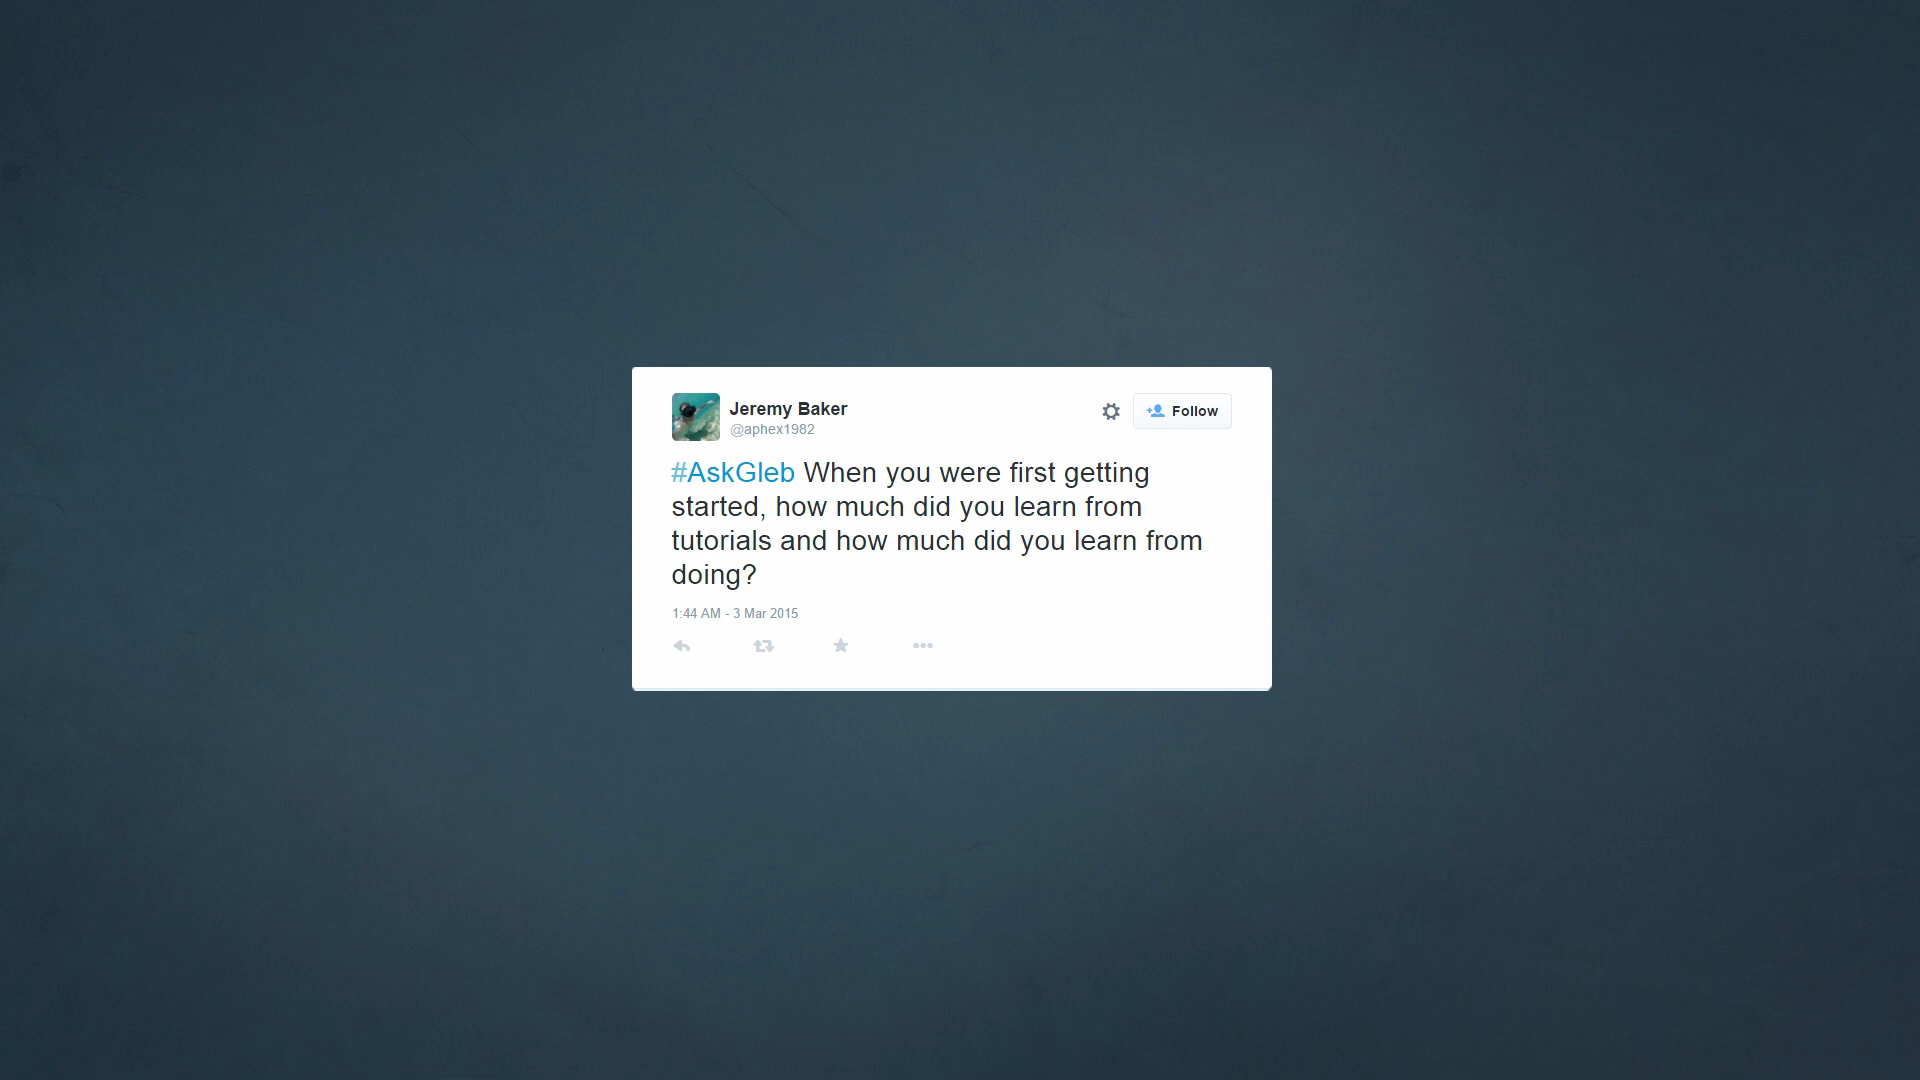 Jeremy Baker
@aphex1982
Follow
#AskGleb When you were first getting
started, how much did you learn from
tutorials and how much did you learn from
doing?
1:44 AM - 3 Mar 2015